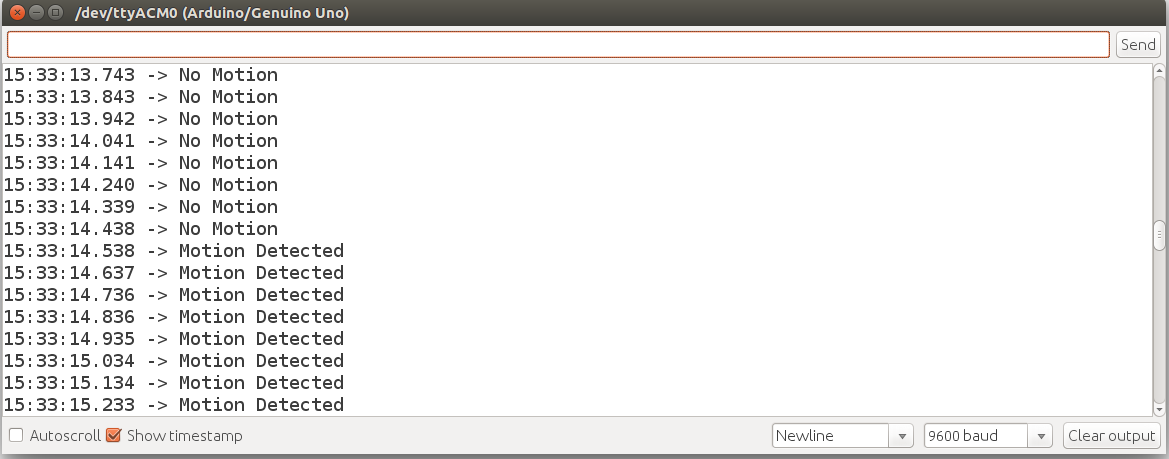 /dev/ttyACM0 (Arduino/Genuino Uno)
Send
15:33:13.743 -> No Motion
15:33:13.843 -> No Motion
15:33:13.942 -> No Motion
15:33:14.041 -> No Motion
15:33:14.141 -> No Motion
15:33:14.240 -> No Motion
15:33:14.339 -> No Motion
15:33:14.438 -> No Motion
15:33:14.538 -> Motion Detected
15:33:14.637 -> Motion Detected
15:33:14.736 -> Motion Detected
15:33:14.836 -> Motion Detected
15:33:14.935 -> Motion Detected
15:33:15.034 -> Motion Detected
15:33:15.134 -> Motion Detected
15:33:15.233 -> Motion Detected
Autoscroll Show timestamp Newline 9600 baud Clear output